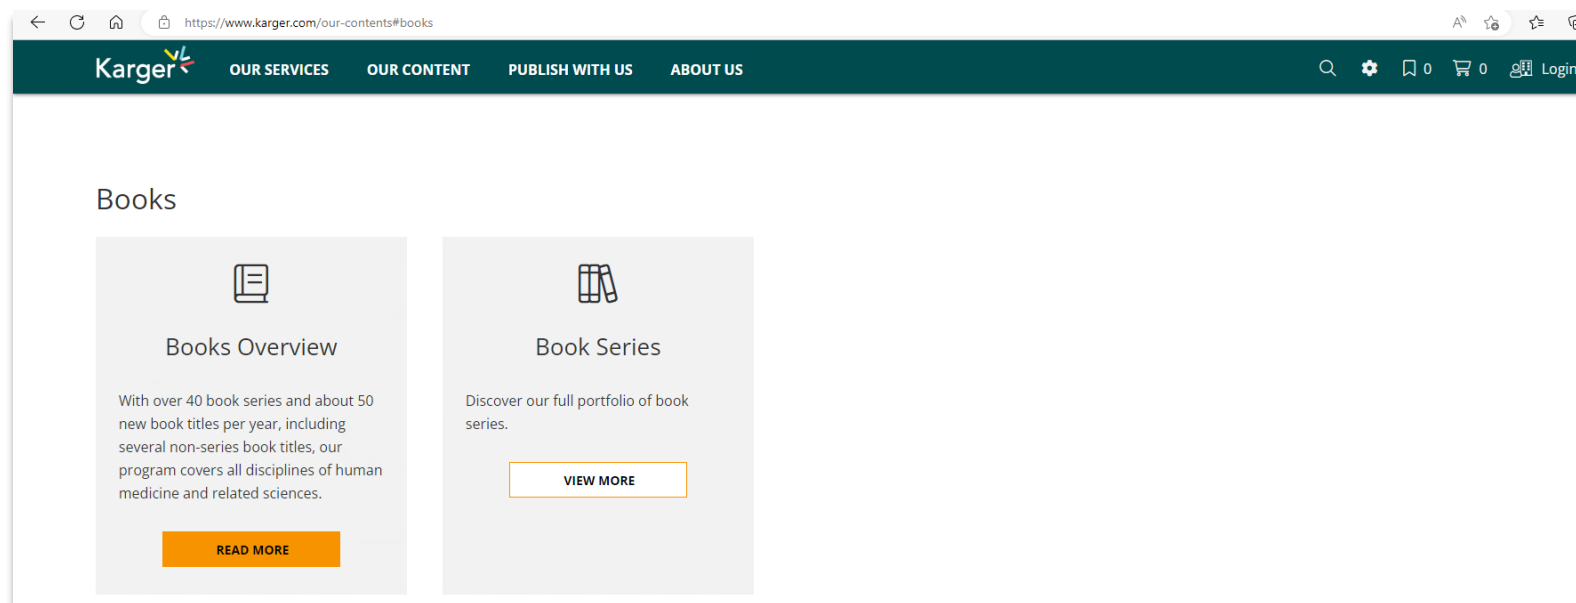 https://www.karger.com/our-contents#books
Karger OUR SERVICES OUR CONTENT PUBLISH WITH US ABOUT US 0 0 Login
Books
Books Overview
With over 40 book series and about 50
new book titles per year, including
several non-series book titles, our
program covers all disciplines of human
medicine and related sciences.
READ MORE
Book Series
Discover our full portfolio of book
series.
VIEW MORE